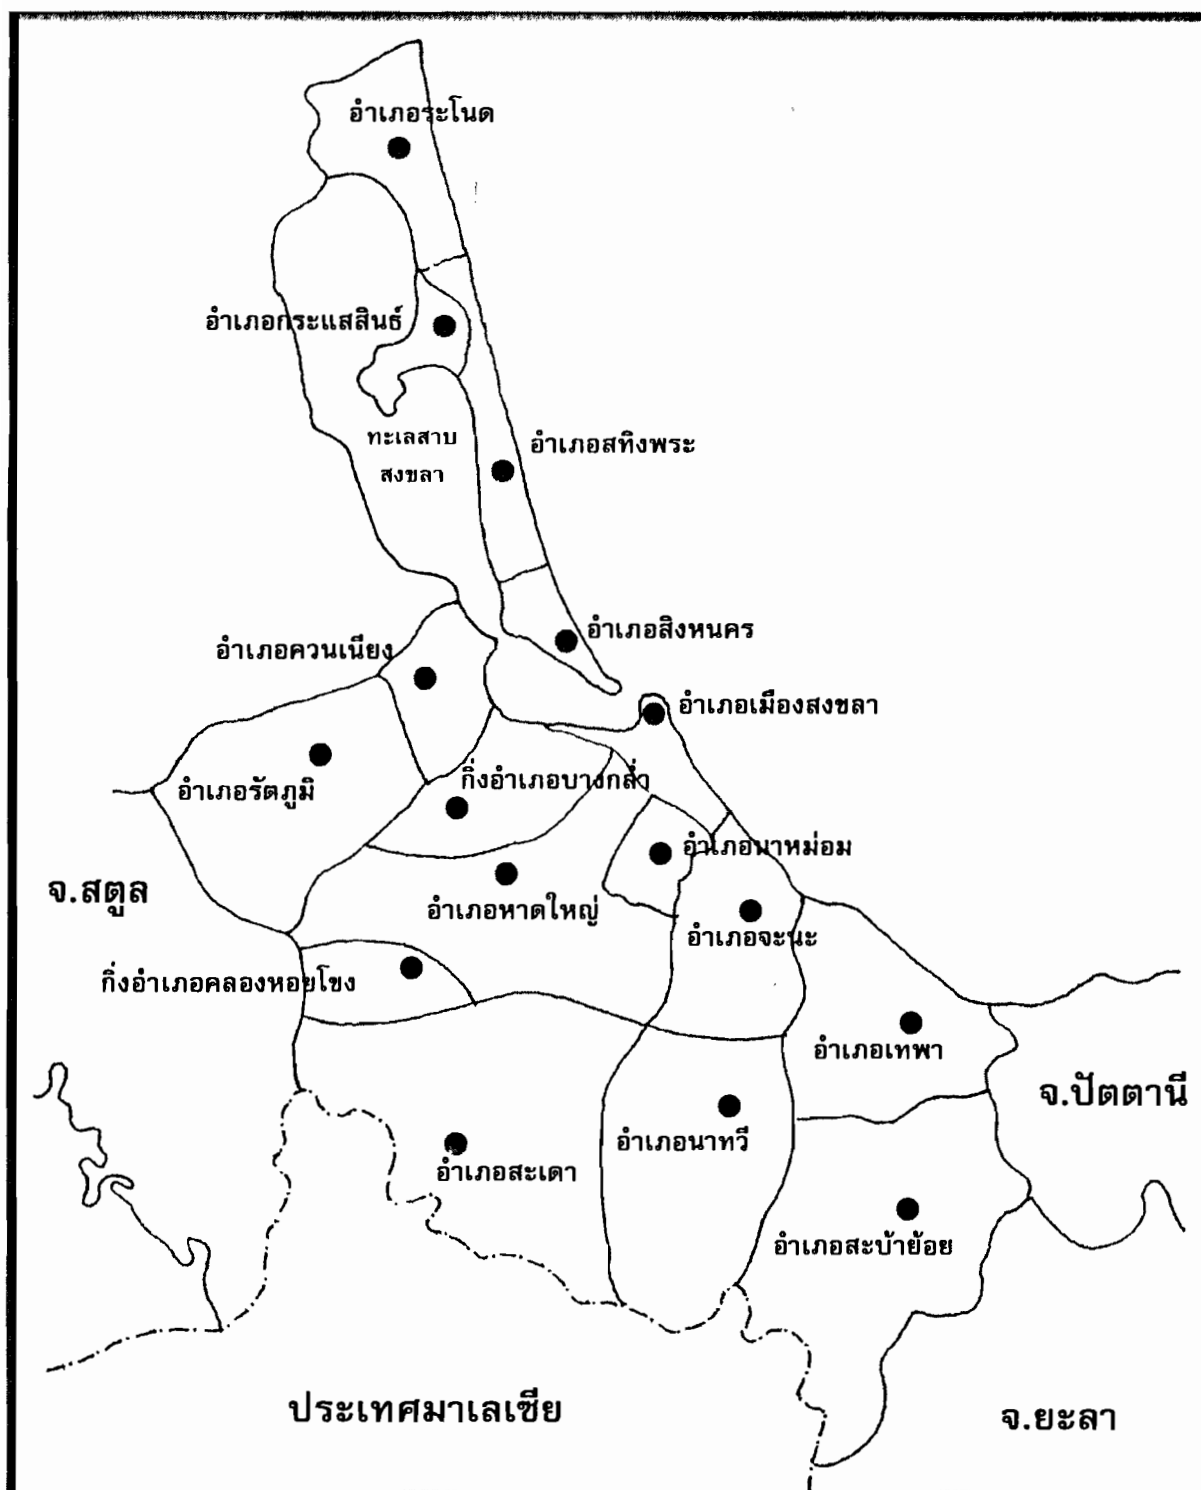 อำเภอระโนด
อำเภอกระแสสินธ์
ทะเลสาบ
สงขลา
อำเภอสทิงพระ
อำเภอสิงหนคร
อำเภอควนเนียง
อำเภอเมืองสงขลา
กิ่งอำเภอบางกล่ำ
อำเภอรัตภูมิ
อำเภอนาหม่อม
จ.สตูล
อำเภอหาดใหญ่
อำเภอจะนะ
กิ่งอำเภอคลองหอยโขง
อำเภอเทพา
จ.ปัตตานี
อำเภอนาทวี
อำเภอสะเดา
อำเภอสะบ้าย้อย
ประเทศมาเลเซีย
จ.ยะลา